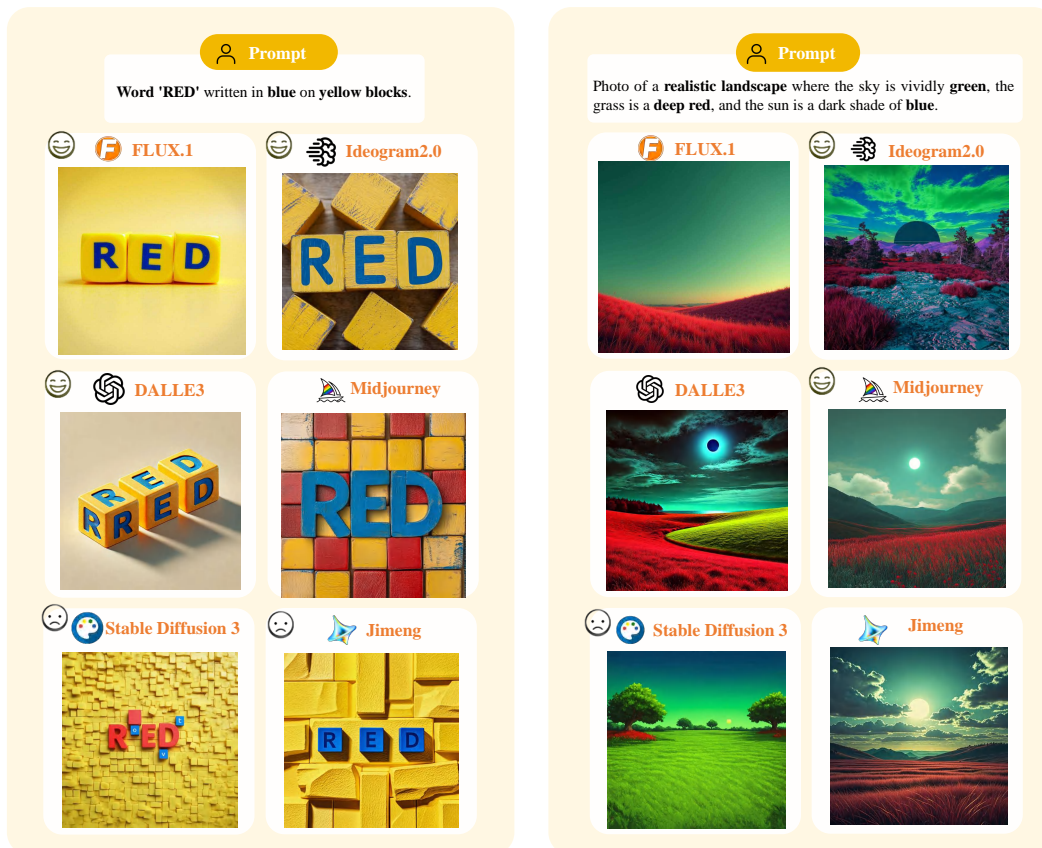 Prompt
Word 'RED' written in blue on yellow blocks.
FLUX.1
Ideogram2.0
RED
RED
DALLE3
Midjourney
RED
RRED
RED
Stable Diffusion 3
Jimeng
RED
RED
Prompt
Photo of a realistic landscape where the sky is vividly green, the
grass is a deep red, and the sun is a dark shade of blue.
FLUX.1
Ideogram2.0
DALLE3
Midjourney
Stable Diffusion 3
Jimeng